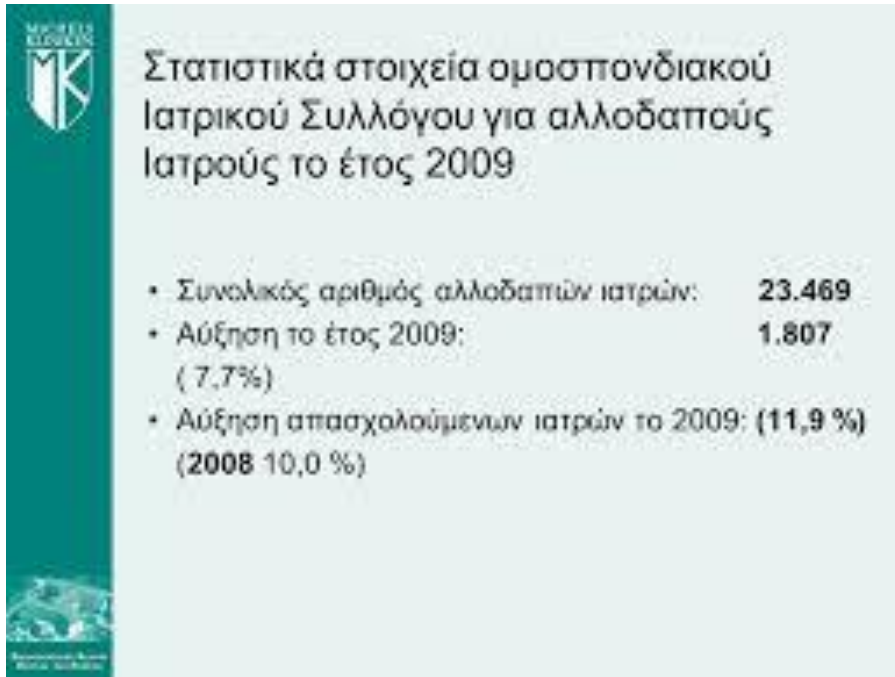 Στατιστικά στοιχεία ομοσπονδιακού
Ιατρικού Συλλόγου για αλλοδαπούς
Ιατρούς το έτος 2009
• Συνολικός αριθμός αλλοδαπών ιατρών: 23.469
• Αύξηση το έτος 2009: 1.807
( 7,7%)
• Αύξηση απασχολούμενων ιατρών το 2009: (11,9 %)
(2008 10,0 %)